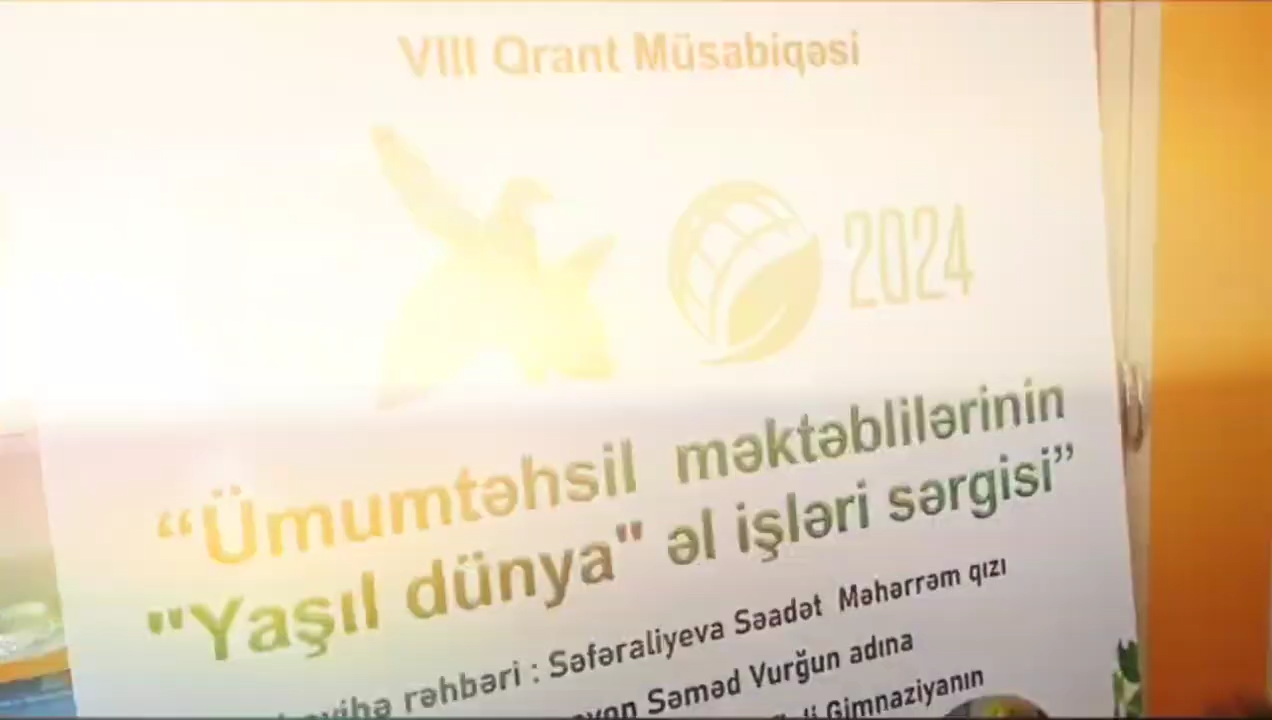 VIII Qrant Müsabiqəsi
2024
“Ümumtəhsil məktəblilərinin
"Yaşıl dünya" əl işləri sərgisi”
rəhbəri : Səfəraliyeva Səadət Məhərrəm qızı
Səməd Vurğun adına
Gimnaziyanın